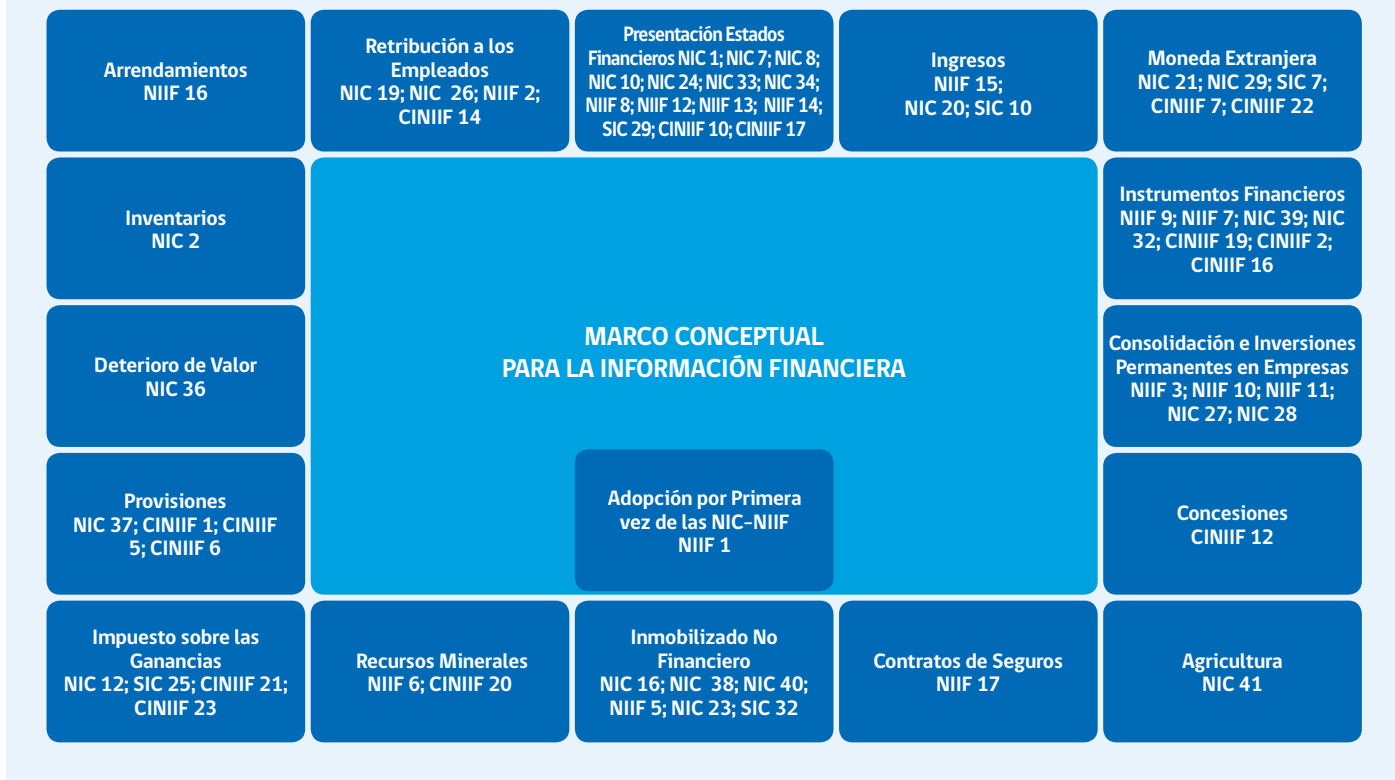 Arrendamientos
NIIF 16
Retribución a los
Empleados
NIC 19; NIC 26; NIIF 2;
CINIIF 14
Presentación Estados
Financieros NIC 1; NIC 7; NIC 8;
NIC 10; NIC 24; NIC 33; NIC 34;
NIIF 8; NIIF 12; NIIF 13; NIIF 14;
SIC 29; CINIIF 10; CINIIF 17
Ingresos
NIIF 15;
NIC 20; SIC 10
Moneda Extranjera
NIC 21; NIC 29; SIC 7;
CINIIF 7; CINIIF 22
Inventarios
NIC 2
Instrumentos Financieros
NIIF 9; NIIF 7; NIC 39; NIC
32; CINIIF 19; CINIIF 2;
CINIIF 16
MARCO CONCEPTUAL
PARA LA INFORMACIÓN FINANCIERA
Deterioro de Valor
NIC 36
Consolidación e Inversiones
Permanentes en Empresas
NIIF 3; NIIF 10; NIIF 11;
NIC 27; NIC 28
Provisiones
NIC 37; CINIIF 1; CINIIF
5; CINIIF 6
Adopción por Primera
vez de las NIC-NIIF
NIIF 1
Concesiones
CINIIF 12
Impuesto sobre las
Ganancias
NIC 12; SIC 25; CINIIF 21;
CINIIF 23
Recursos Minerales
NIIF 6; CINIIF 20
Inmobilizado No
Financiero
NIC 16; NIC 38; NIC 40;
NIIF 5; NIC 23; SIC 32
Contratos de Seguros
NIIF 17
Agricultura
NIC 41